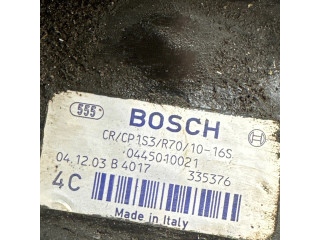 555
BOSCH
CR/CP1S3/R70/10-16S
0445010021
04.12.03 B 4017 335376
4C
Made in Italy